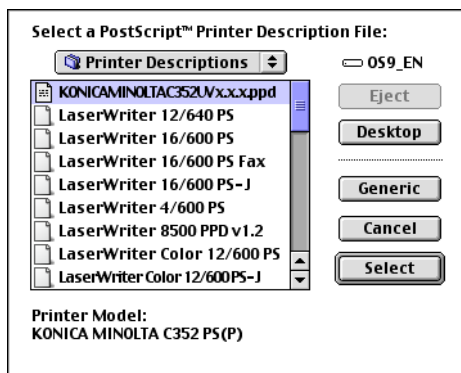 Select a PostScript™ Printer Description File:
Printer Descriptions
OS9_EN
KONICAMINOLTAC352UVx.x.x.ppd
LaserWriter 12/640 PS
LaserWriter 16/600 PS
LaserWriter 16/600 PS Fax
LaserWriter 16/600 PS-J
LaserWriter 4/600 PS
LaserWriter 8500 PPD v1.2
LaserWriter Color 12/600 PS
LaserWriter Color 12/600PS-J
Eject
Desktop
Generic
Cancel
Select
Printer Model:
KONICA MINOLTA C352 PS(P)